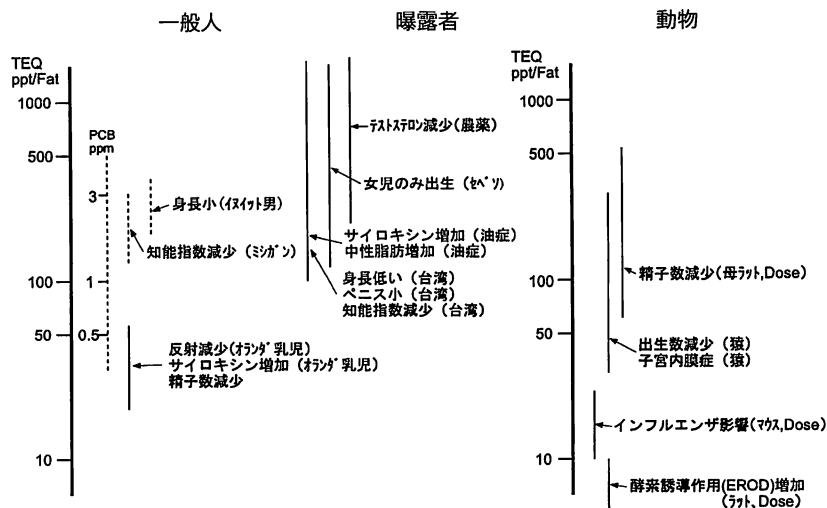 一般人
曝露者
動物
TEQ
ppt/Fat
1000
500
100
50
10
PCB
ppm
3
1
0.5
身長小(ｲﾇｲｯﾄ男)
知能指数減少(ﾐｼｶﾞﾝ)
反射減少(ｵﾗﾝﾀﾞ乳児)
サイロキシン増加(ｵﾗﾝﾀﾞ乳児)
精子数減少
ﾃｽﾄｽﾃﾛﾝ減少(農薬)
女児のみ出生(ｾﾍﾞｿ)
サイロキシン増加(油症)
中性脂肪増加(油症)
身長低い(台湾)
ペニス小(台湾)
知能指数減少(台湾)
TEQ
ppt/Fat
1000
500
100
50
10
精子数減少(母ﾗｯﾄ,Dose)
出生数減少(猿)
子宮内膜症(猿)
インフルエンザ影響(ﾏｳｽ,Dose)
酵素誘導作用(EROD)増加
(ﾗｯﾄ,Dose)